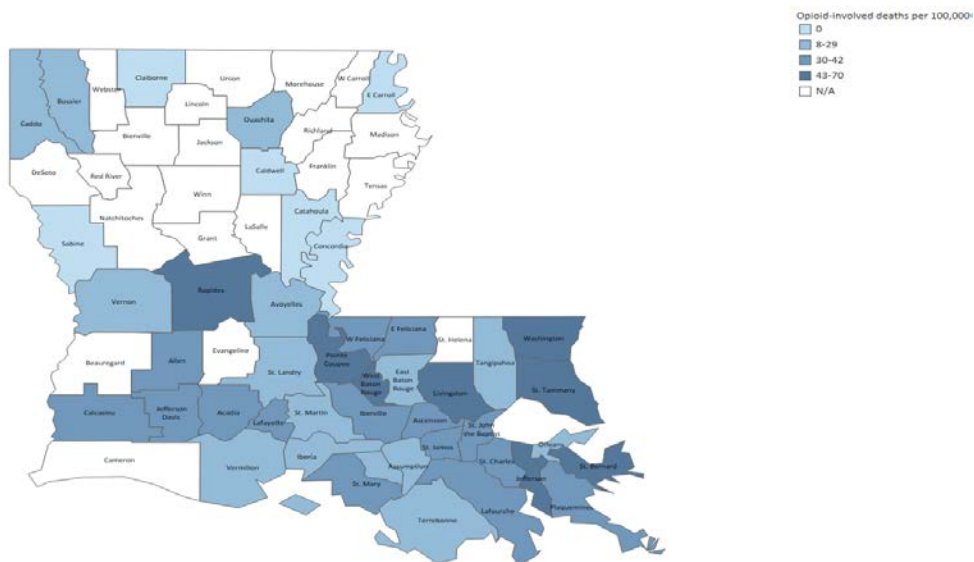 Opioid-involved deaths per 100,000
0
8-29
30-42
43-70
N/A
Claiborne
Union
Morehouse
W Carroll
E Carroll
Webster
Bossier
Caddo
Lincoln
Ouachita
Richland
Madison
Bienville
Jackson
Caldwell
Franklin
Tensas
DeSoto
Red River
Winn
Natchitoches
Catahoula
LaSalle
Grant
Concordia
Sabine
Rapides
Vernon
Avoyelles
W Feliciana
E Feliciana
St. Helena
Washington
Beauregard
Allen
Evangeline
Pointe
Coupee
Tangipahoa
St. Landry
West
Baton
Rouge
East
Baton
Rouge
Livingston
St. Tammany
Calcasieu
Jefferson
Davis
Acadia
Lafayette
St. Martin
Iberville
Ascension
St. John
the Baptist
St. James
Cameron
Vermilion
Iberia
Assumption
St. Charles
Orleans
St. Bernard
Jefferson
St. Mary
Plaquemines
Lafourche
Terrebonne